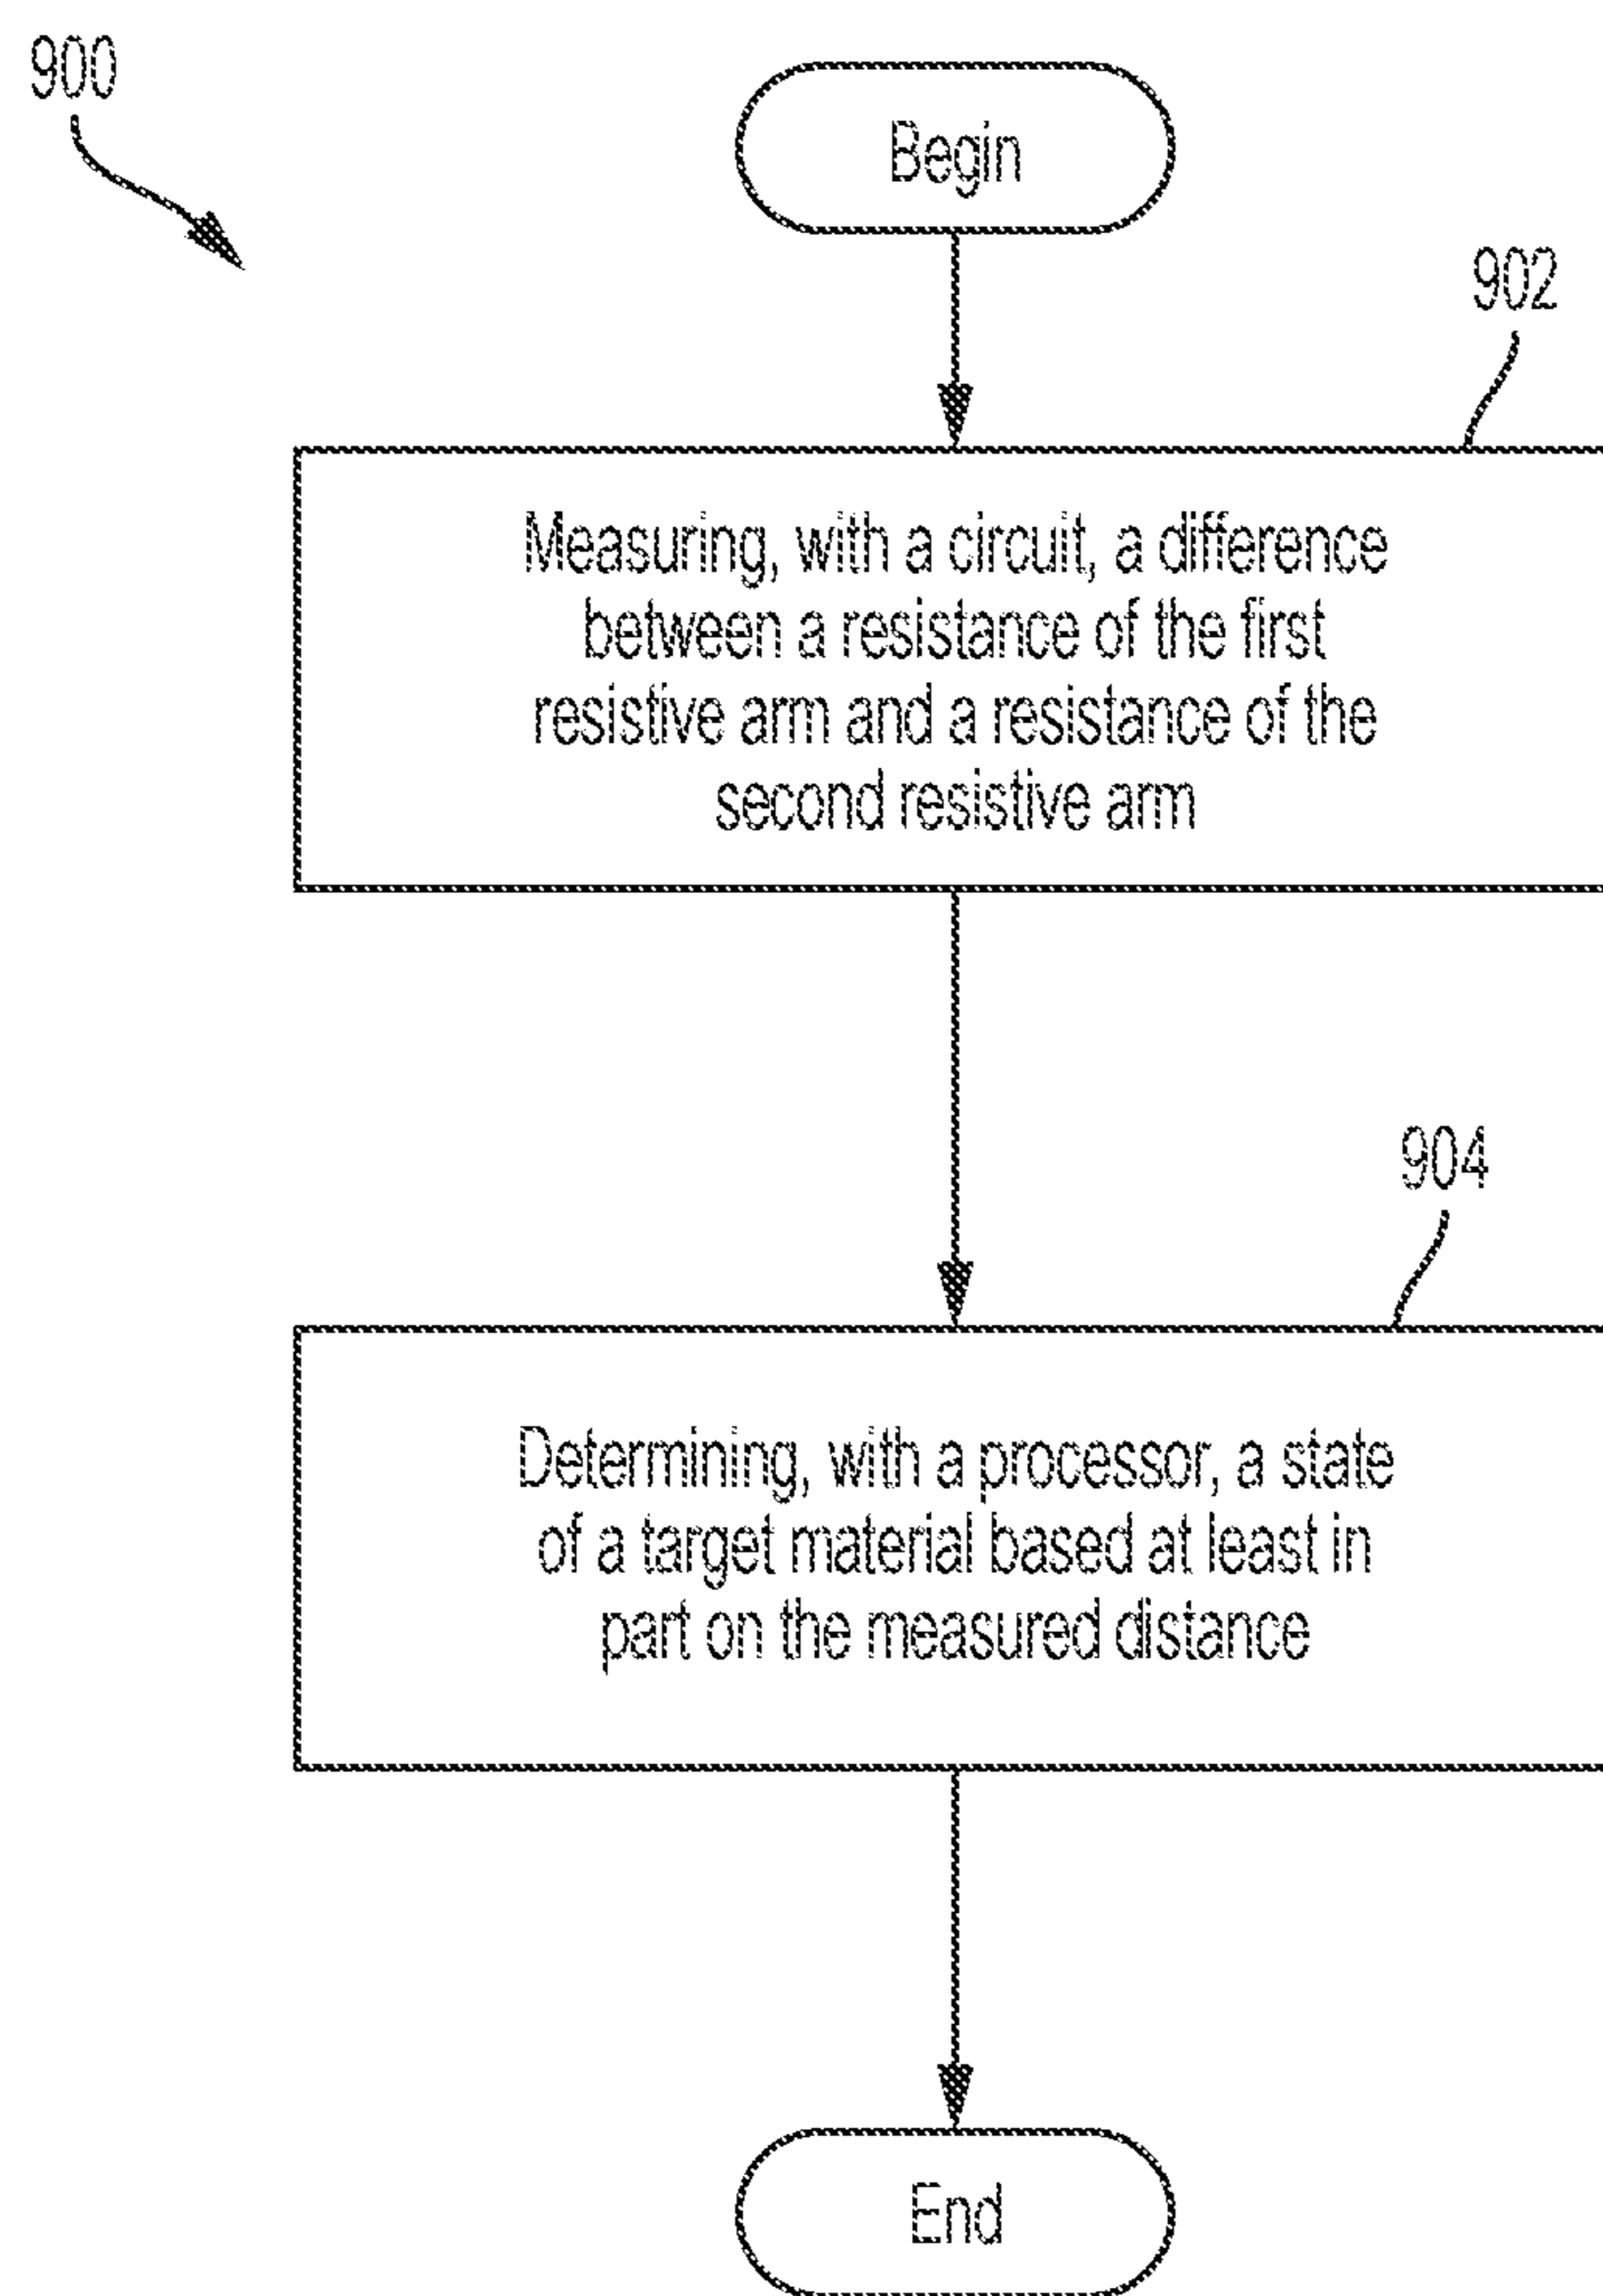 900
Begin
902
Measuring, with a circuit, a difference
between a resistance of the first
resistive arm and a resistance of the
second resistive arm
904
Determining, with a processor, a state
of a target material based at least in
part on the measured distance
End